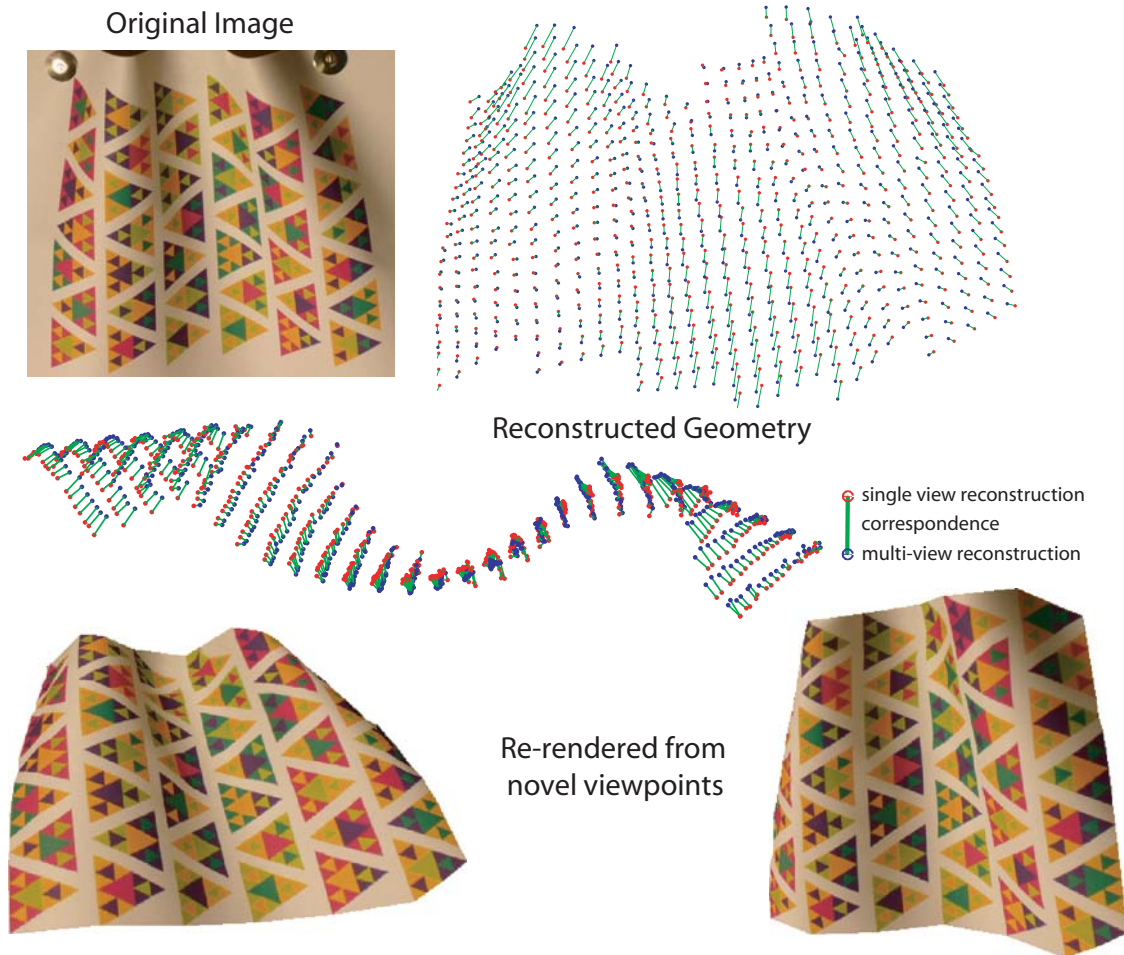 Original Image
Reconstructed Geometry
single view reconstruction
correspondence
multi-view reconstruction
Re-rendered from
novel viewpoints